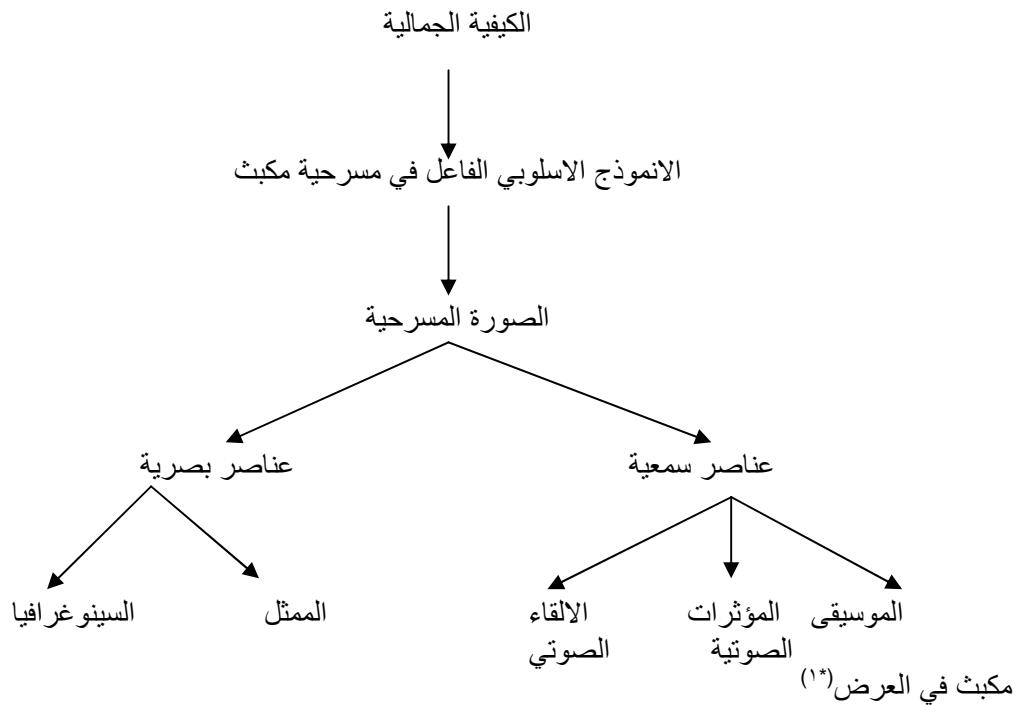 الكيفية الجمالية
الانموذج الاسلوبي الفاعل في مسرحية مكبث
الصورة المسرحية
عناصر سمعية
عناصر بصرية
الموسيقى
المؤثرات
الصوتية
الالقاء
الصوتي
الممثل
السينوغرافيا
مكبث في العرض(*١)